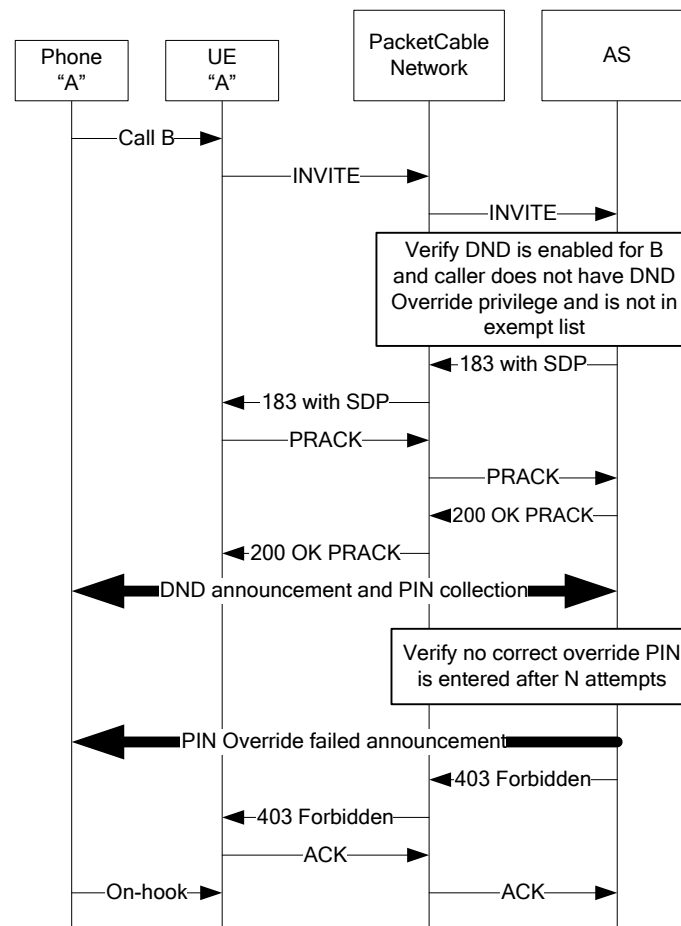 Phone
“A”
UE
“A”
PacketCable
Network
AS
Call B
INVITE
INVITE
Verify DND is enabled for B
and caller does not have DND
Override privilege and is not in
exempt list
183 with SDP
183 with SDP
PRACK
PRACK
200 OK PRACK
200 OK PRACK
DND announcement and PIN collection
Verify no correct override PIN
is entered after N attempts
PIN Override failed announcement
403 Forbidden
403 Forbidden
ACK
On-hook
ACK